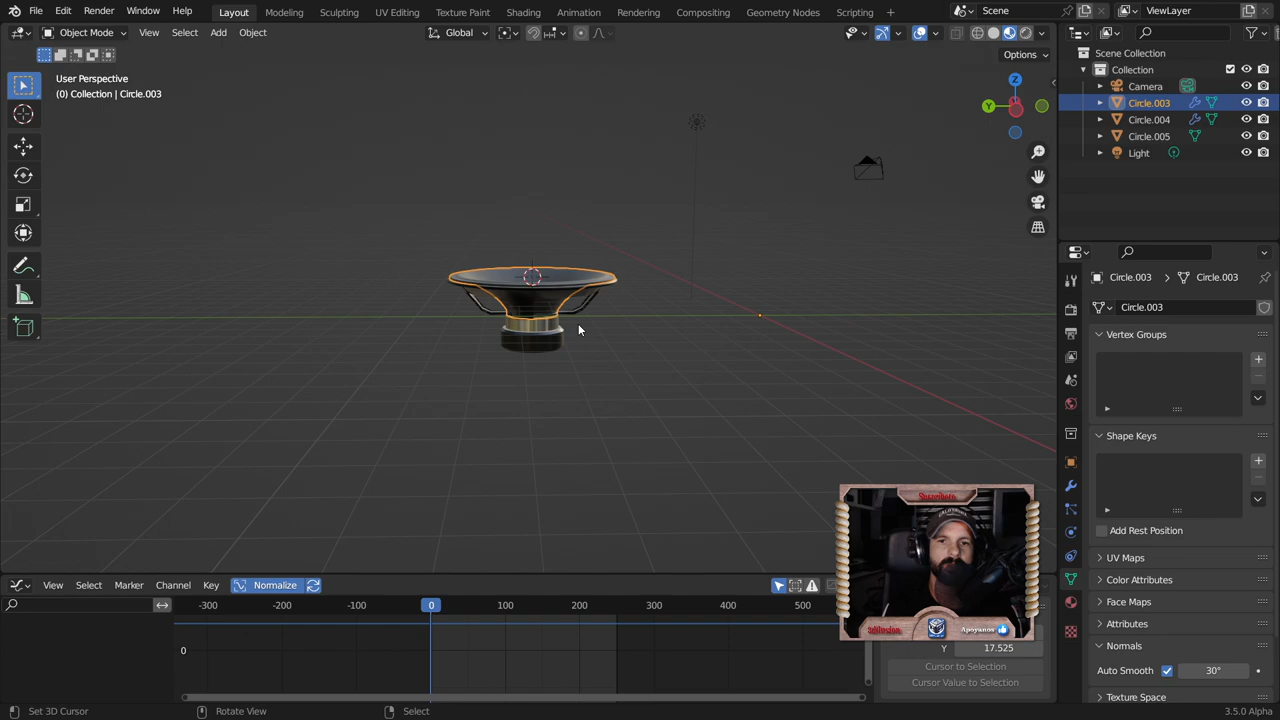 File Edit Render Window Help Layout Modeling Sculpting UV Editing Texture Paint Shading Animation Rendering Compositing Geometry Nodes Scripting Scene ViewLayer
Object Mode View Select Add Object Global
Options
User Perspective
(0) Collection | Circle.003
X
Y
Z
Scene Collection
Collection
Camera
Circle.003
Circle.004
Circle.005
Light
Circle.003 Circle.003
Circle.003
Vertex Groups
Shape Keys
Add Rest Position
UV Maps
Color Attributes
Face Maps
Attributes
Normals
Auto Smooth 30°
Texture Space
Suscribete
3dilusion Apoyanos
View Select Marker Channel Key Normalize
-300 -200 -100 0 100 200 300 400 500
0
Y 17.525
Cursor to Selection
Cursor Value to Selection
Set 3D Cursor Rotate View Select 3.5.0 Alpha